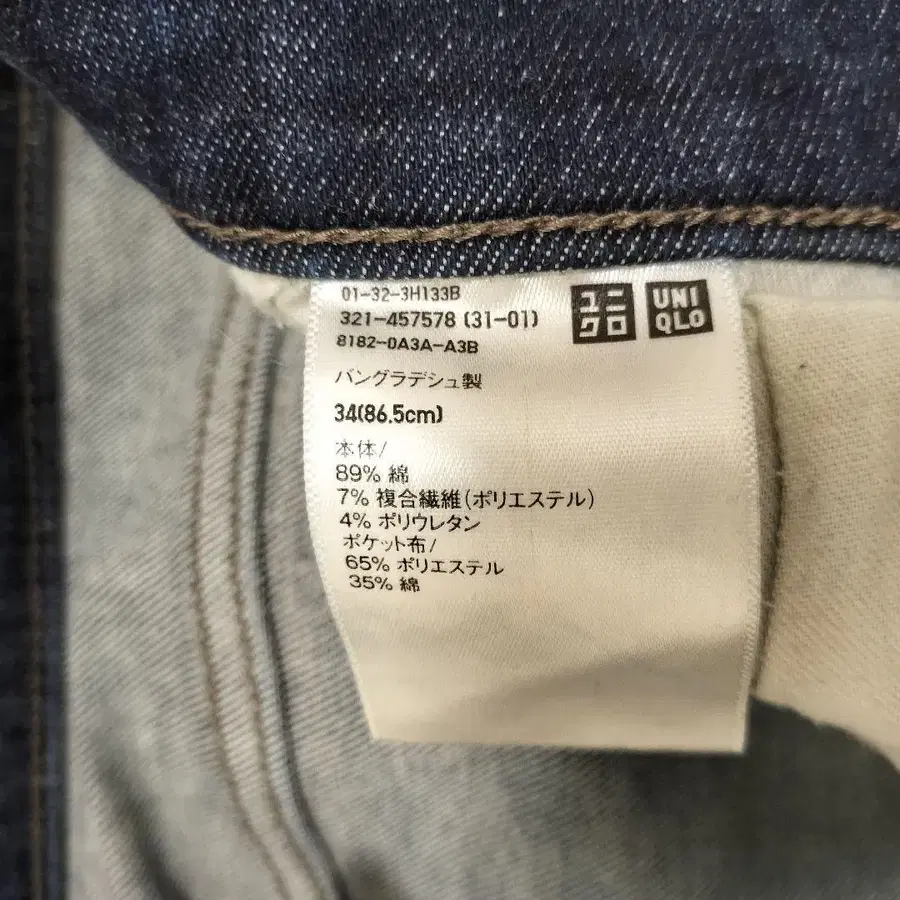 01-32-3H133B
321-457578 (31-01)
8182-0A3A-A3B
ユニ
クロ
UNI
QLO
バングラデシュ製
34(86.5cm)
本体/
89% 綿
7% 複合繊維(ポリエステル)
4% ポリウレタン
ポケット布/
65% ポリエステル
35% 綿